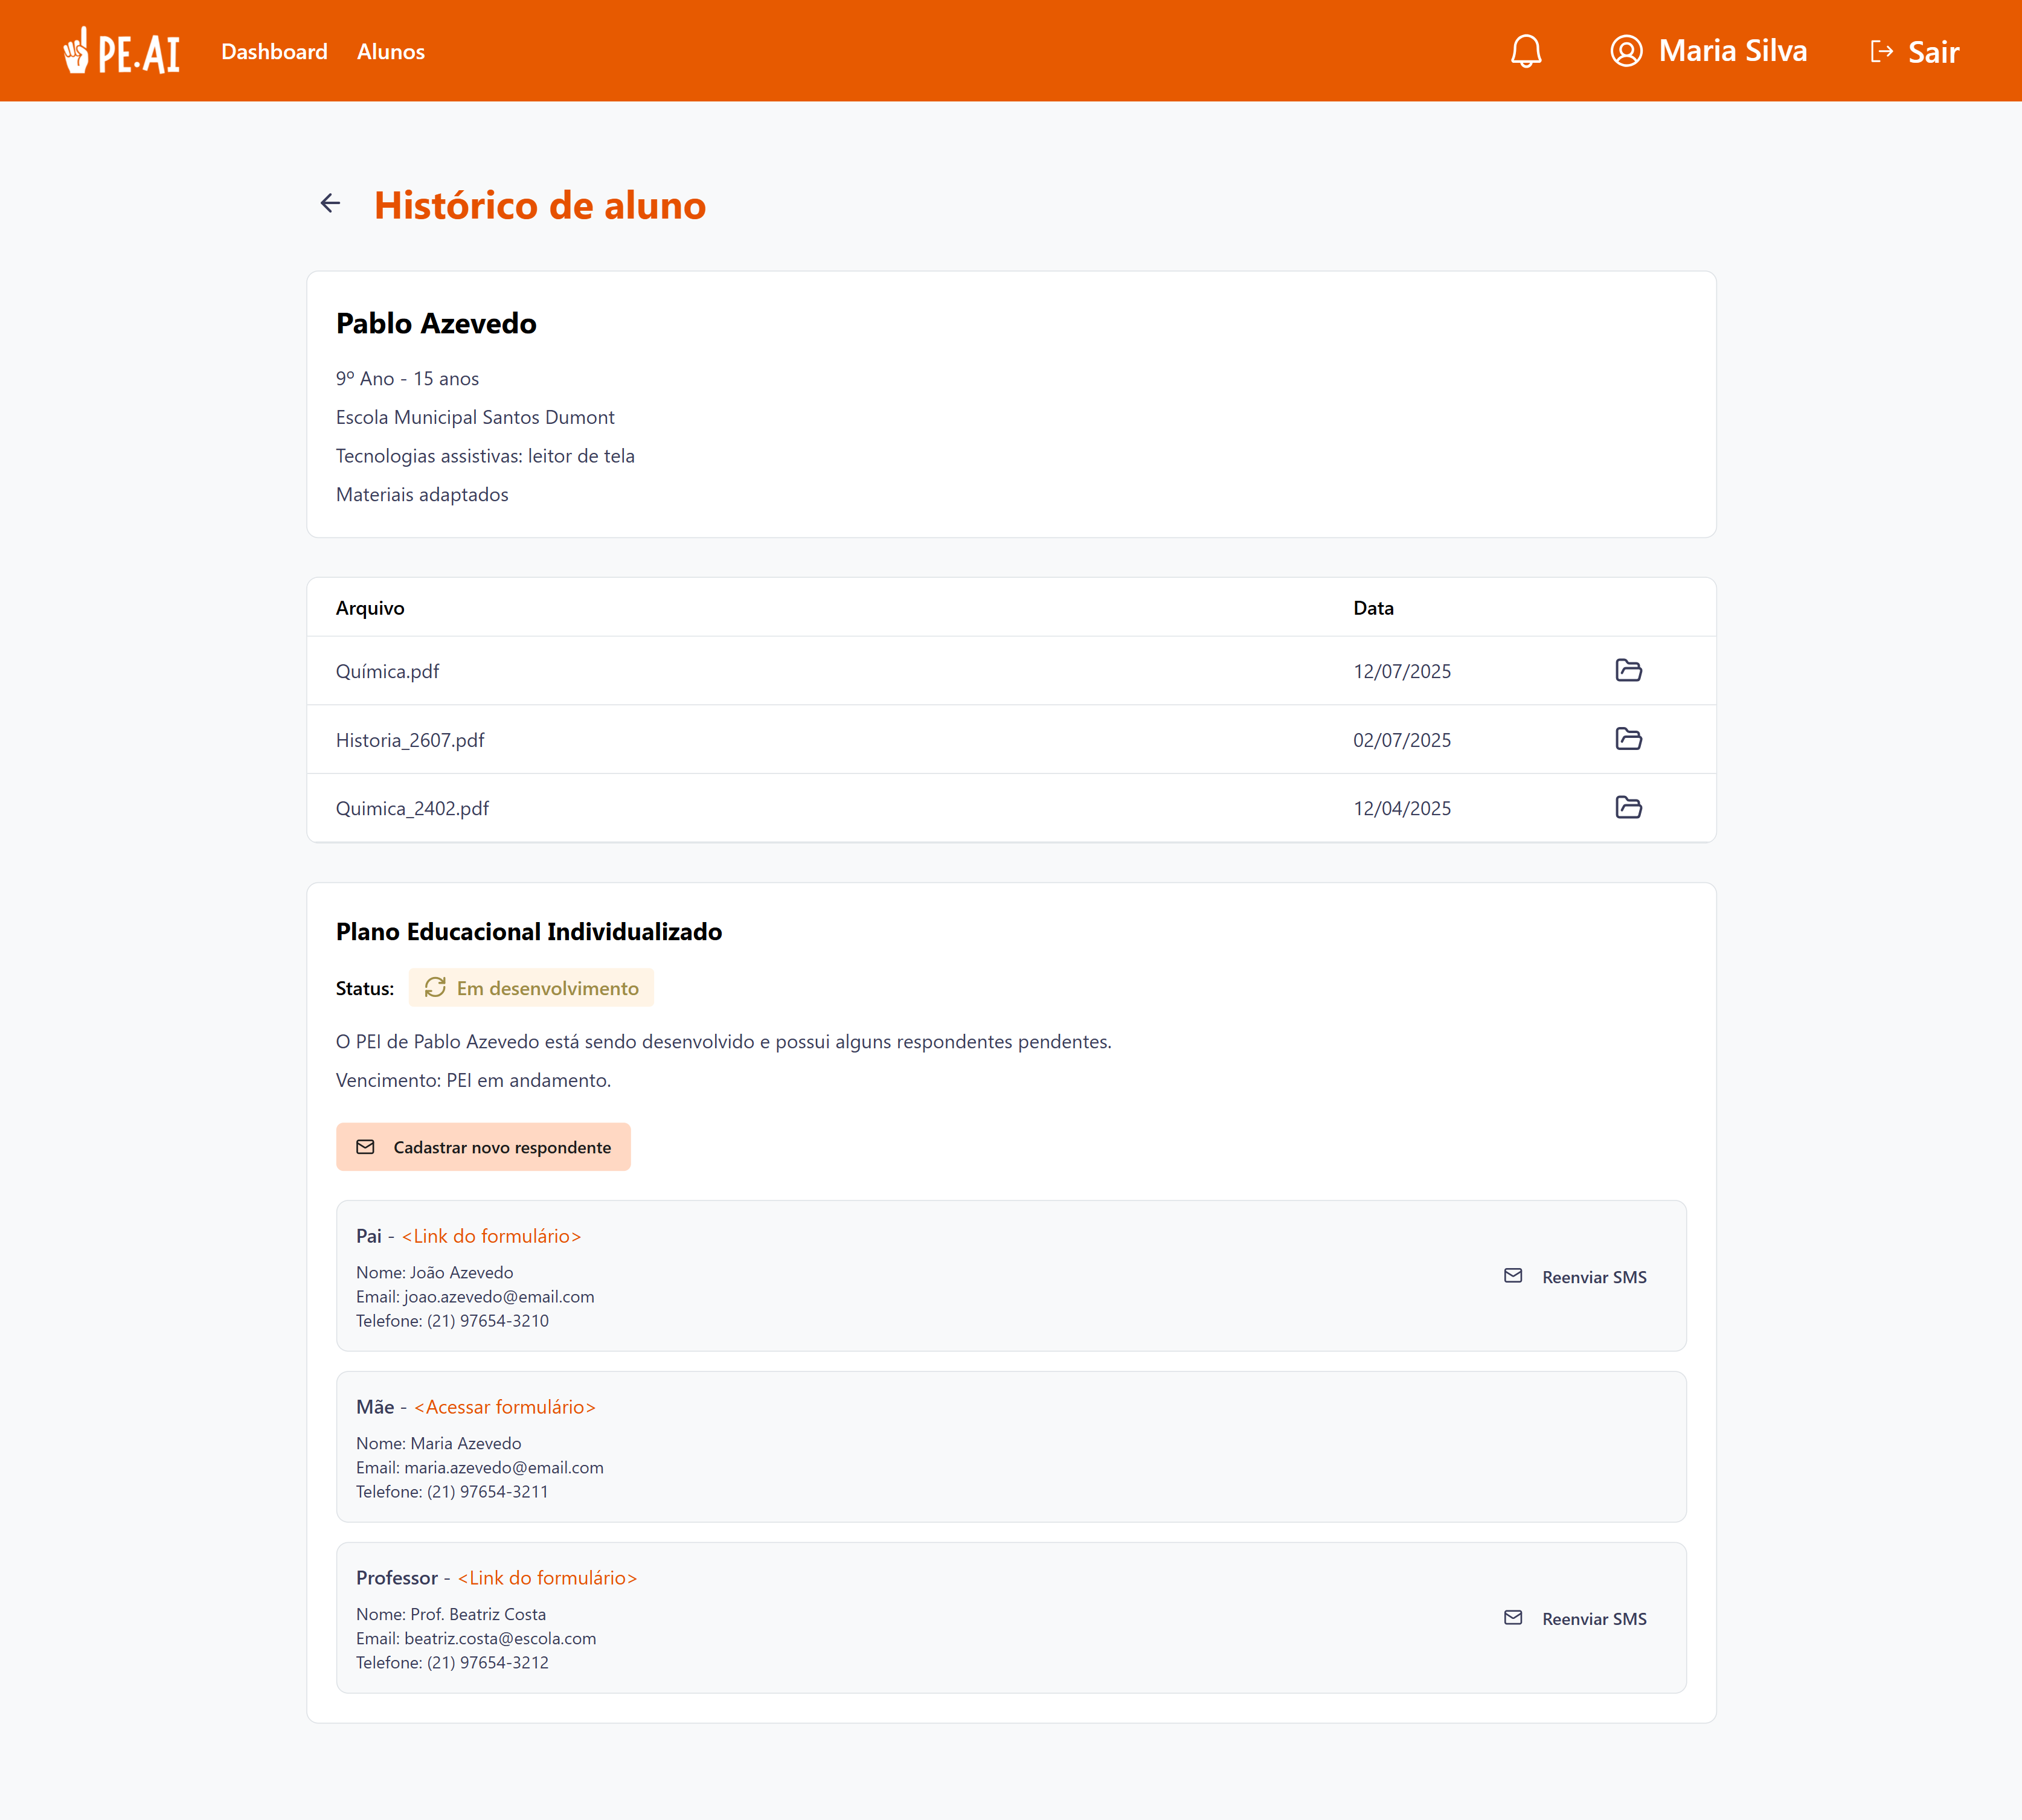 PE.AI Dashboard Alunos Maria Silva Sair
Histórico de aluno
Pablo Azevedo
9º Ano - 15 anos
Escola Municipal Santos Dumont
Tecnologias assistivas: leitor de tela
Materiais adaptados
Arquivo Data
Química.pdf 12/07/2025
Historia_2607.pdf 02/07/2025
Quimica_2402.pdf 12/04/2025
Plano Educacional Individualizado
Status: Em desenvolvimento
O PEI de Pablo Azevedo está sendo desenvolvido e possui alguns respondentes pendentes.
Vencimento: PEI em andamento.
Cadastrar novo respondente
Pai - <Link do formulário>
Nome: João Azevedo
Email: joao.azevedo@email.com
Telefone: (21) 97654-3210
Reenviar SMS
Mãe - <Acessar formulário>
Nome: Maria Azevedo
Email: maria.azevedo@email.com
Telefone: (21) 97654-3211
Professor - <Link do formulário>
Nome: Prof. Beatriz Costa
Email: beatriz.costa@escola.com
Telefone: (21) 97654-3212
Reenviar SMS